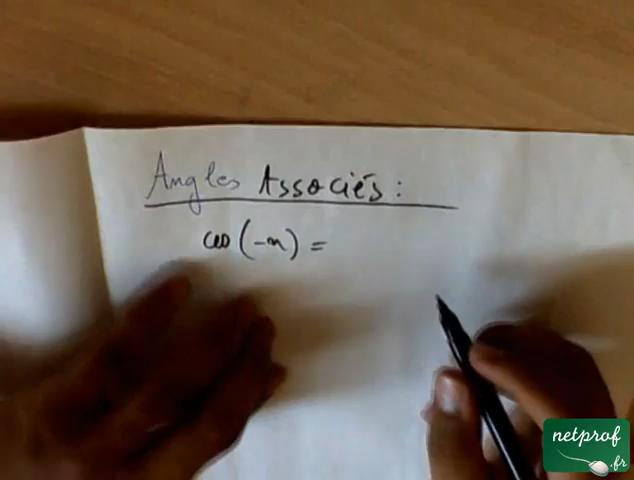 Angles Associés :
cos (-x) =
netprof
.fr